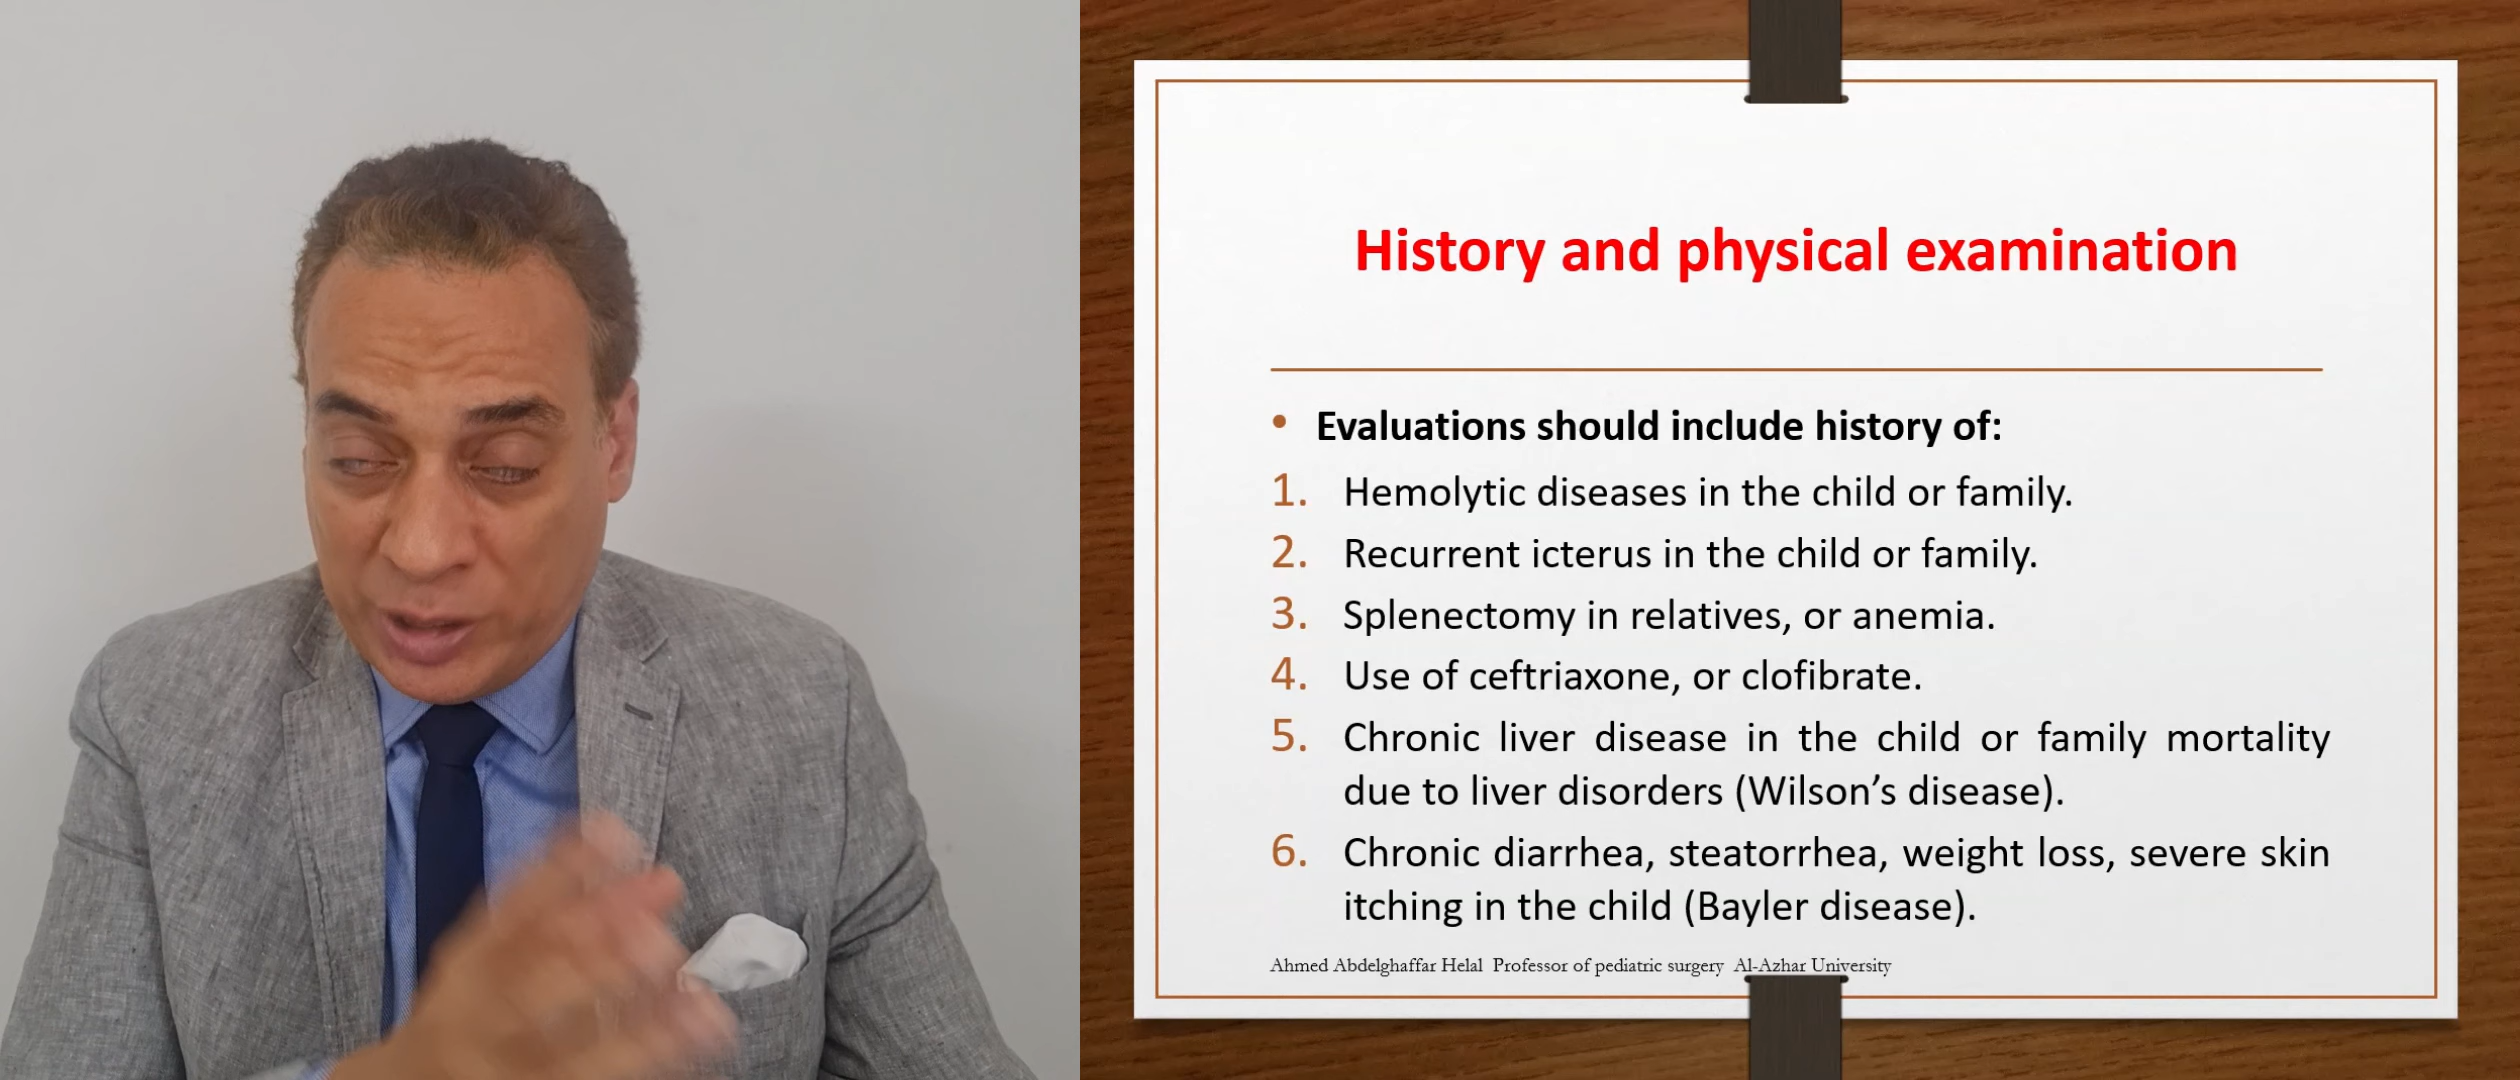 History and physical examination
• Evaluations should include history of:
1. Hemolytic diseases in the child or family.
2. Recurrent icterus in the child or family.
3. Splenectomy in relatives, or anemia.
4. Use of ceftriaxone, or clofibrate.
5. Chronic liver disease in the child or family mortality
due to liver disorders (Wilson’s disease).
6. Chronic diarrhea, steatorrhea, weight loss, severe skin
itching in the child (Bayler disease).
Ahmed Abdelghaffar Helal Professor of pediatric surgery Al-Azhar University